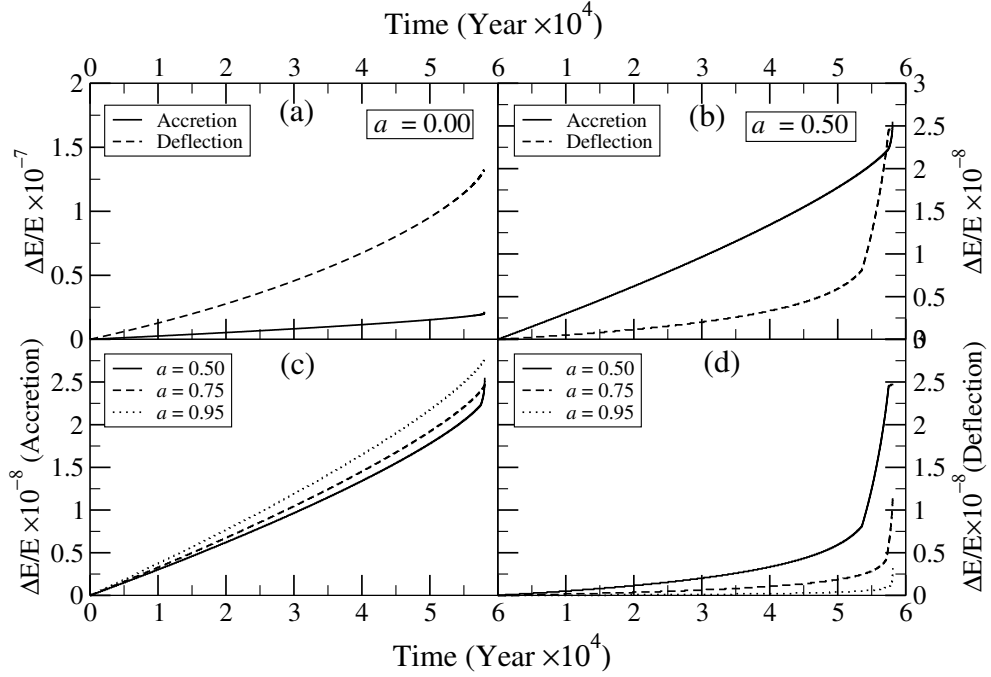 Time (Year ×10⁴)
0 1 2 3 4 5 6 1 2 3 4 5 6
2
1.5
1
0.5
0
ΔE/E ×10⁻⁷
Accretion
Deflection
(a)
a = 0.00
Accretion
Deflection
(b)
a = 0.50
3
2.5
2
1.5
1
0.5
0
ΔE/E ×10⁻⁸
2.5
2
1.5
1
0.5
0
ΔE/E ×10⁻⁸ (Accretion)
a = 0.50
a = 0.75
a = 0.95
(c)
a = 0.50
a = 0.75
a = 0.95
(d)
3
2.5
2
1.5
1
0.5
0
ΔE/E×10⁻⁸ (Deflection)
0 1 2 3 4 5 6 1 2 3 4 5 6
Time (Year ×10⁴)